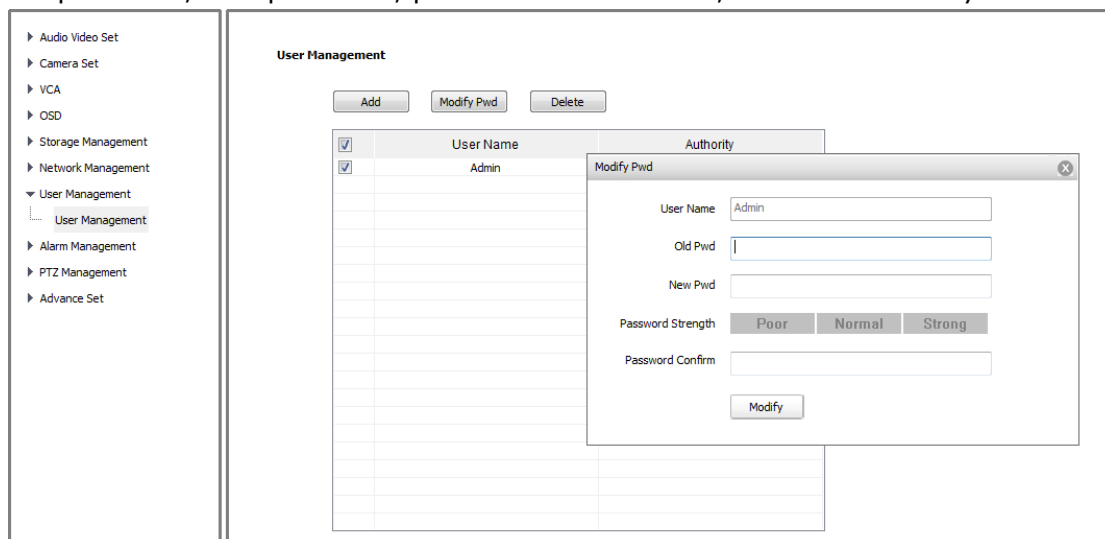 Audio Video Set
Camera Set
VCA
OSD
Storage Management
Network Management
User Management
User Management
Alarm Management
PTZ Management
Advance Set
User Management
Add Modify Pwd Delete
User Name Authority
Admin
Modify Pwd
User Name Admin
Old Pwd
New Pwd
Password Strength Poor Normal Strong
Password Confirm
Modify